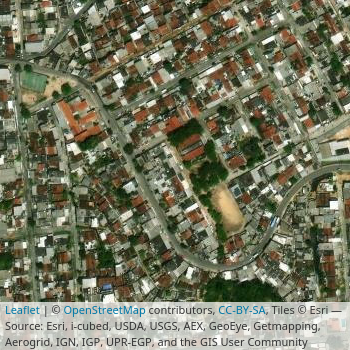 Leaflet | © OpenStreetMap contributors, CC-BY-SA, Tiles © Esri —
Source: Esri, i-cubed, USDA, USGS, AEX, GeoEye, Getmapping,
Aerogrid, IGN, IGP, UPR-EGP, and the GIS User Community